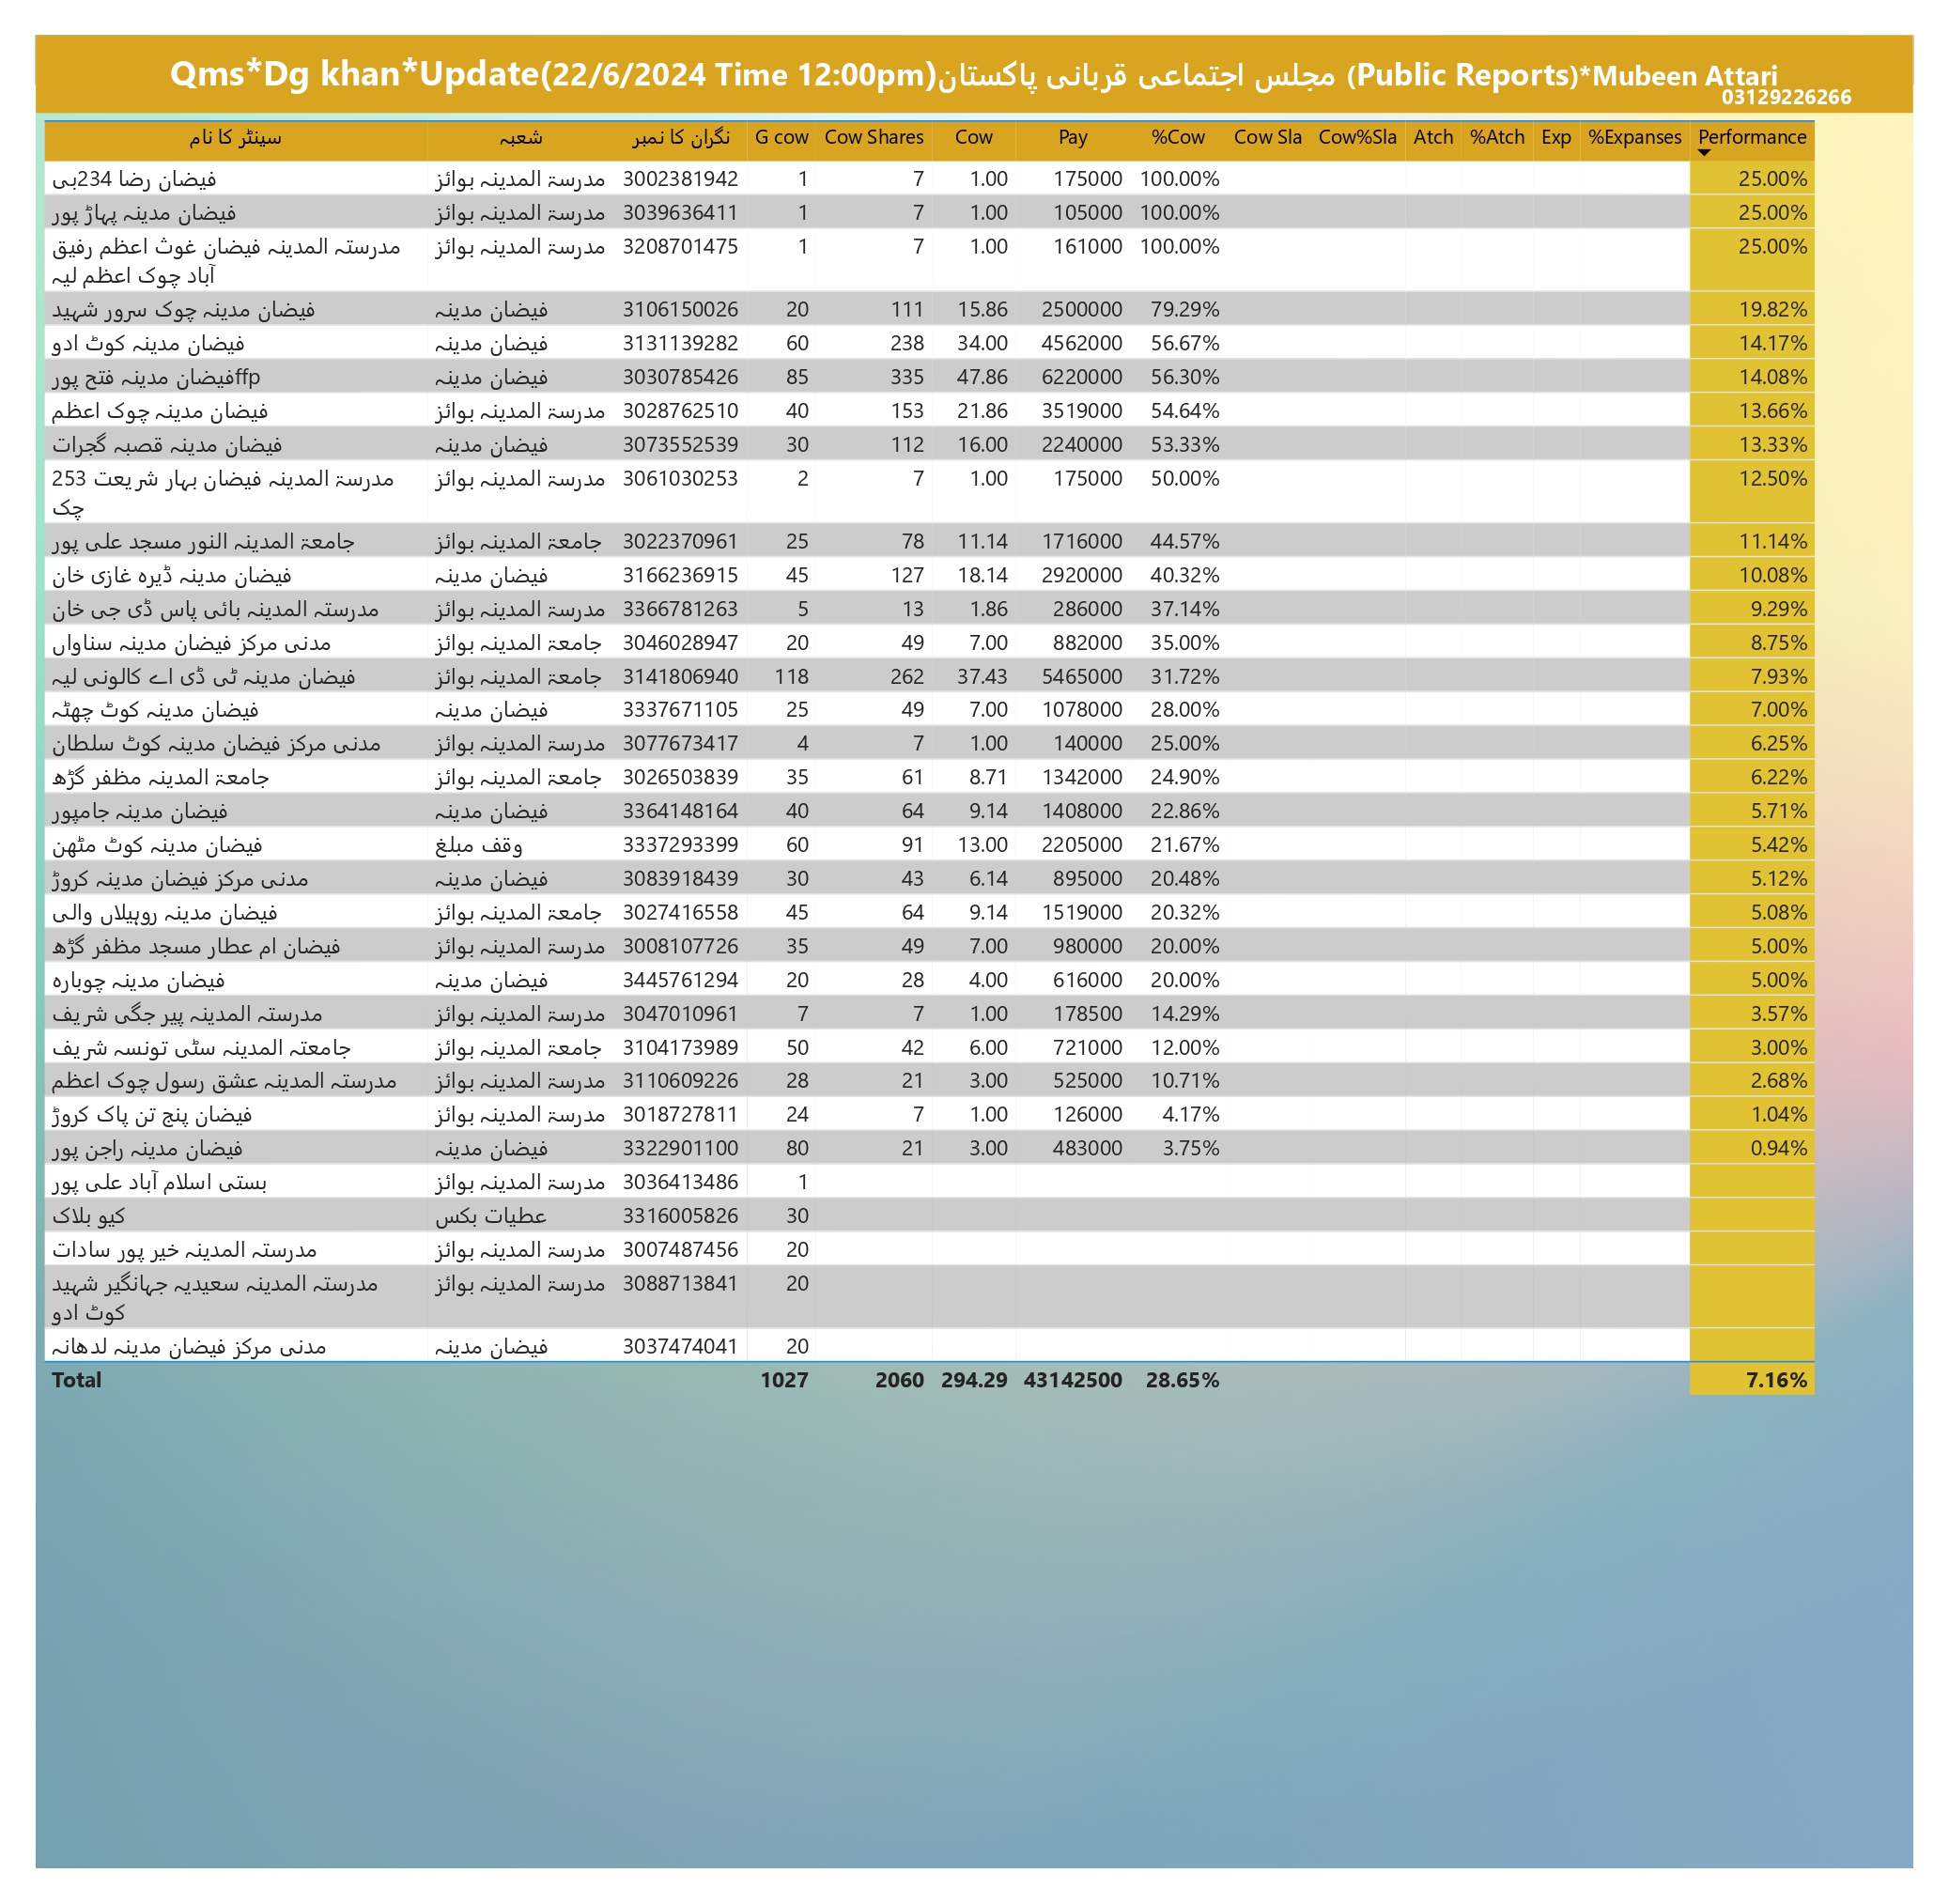 Qms*Dg khan*Update(22/6/2024 Time 12:00pm)مجلس اجتماعی قربانی پاکستان (Public Reports)*Mubeen Attari
03129226266
سینٹر کا نام شعبہ نگران کا نمبر G cow Cow Shares Cow Pay %Cow Cow Sla Cow%Sla Atch %Atch Exp %Expanses Performance
فیضان رضا 234بی مدرسۃ المدینہ بوائز 3002381942 1 7 1.00 175000 100.00% 25.00%
فیضان مدینہ پہاڑ پور مدرسۃ المدینہ بوائز 3039636411 1 7 1.00 105000 100.00% 25.00%
مدرستہ المدینہ فیضان غوث اعظم رفیق مدرسۃ المدینہ بوائز 3208701475 1 7 1.00 161000 100.00% 25.00%
آباد چوک اعظم لیہ
فیضان مدینہ چوک سرور شہید فیضان مدینہ 3106150026 20 111 15.86 2500000 79.29% 19.82%
فیضان مدینہ کوٹ ادو فیضان مدینہ 3131139282 60 238 34.00 4562000 56.67% 14.17%
فیضان مدینہ فتح پورffp فیضان مدینہ 3030785426 85 335 47.86 6220000 56.30% 14.08%
فیضان مدینہ چوک اعظم مدرسۃ المدینہ بوائز 3028762510 40 153 21.86 3519000 54.64% 13.66%
فیضان مدینہ قصبہ گجرات فیضان مدینہ 3073552539 30 112 16.00 2240000 53.33% 13.33%
مدرسۃ المدینہ فیضان بہار شریعت 253 مدرسۃ المدینہ بوائز 3061030253 2 7 1.00 175000 50.00% 12.50%
چک
جامعۃ المدینہ النور مسجد علی پور جامعۃ المدینہ بوائز 3022370961 25 78 11.14 1716000 44.57% 11.14%
فیضان مدینہ ڈیرہ غازی خان فیضان مدینہ 3166236915 45 127 18.14 2920000 40.32% 10.08%
مدرستہ المدینہ بائی پاس ڈی جی خان مدرسۃ المدینہ بوائز 3366781263 5 13 1.86 286000 37.14% 9.29%
مدنی مرکز فیضان مدینہ سناواں جامعۃ المدینہ بوائز 3046028947 20 49 7.00 882000 35.00% 8.75%
فیضان مدینہ ٹی ڈی اے کالونی لیہ جامعۃ المدینہ بوائز 3141806940 118 262 37.43 5465000 31.72% 7.93%
فیضان مدینہ کوٹ چھٹہ فیضان مدینہ 3337671105 25 49 7.00 1078000 28.00% 7.00%
مدنی مرکز فیضان مدینہ کوٹ سلطان مدرسۃ المدینہ بوائز 3077673417 4 7 1.00 140000 25.00% 6.25%
جامعۃ المدینہ مظفر گڑھ جامعۃ المدینہ بوائز 3026503839 35 61 8.71 1342000 24.90% 6.22%
فیضان مدینہ جامپور فیضان مدینہ 3364148164 40 64 9.14 1408000 22.86% 5.71%
فیضان مدینہ کوٹ مٹھن وقف مبلغ 3337293399 60 91 13.00 2205000 21.67% 5.42%
مدنی مرکز فیضان مدینہ کروڑ فیضان مدینہ 3083918439 30 43 6.14 895000 20.48% 5.12%
فیضان مدینہ روہیلاں والی جامعۃ المدینہ بوائز 3027416558 45 64 9.14 1519000 20.32% 5.08%
فیضان ام عطار مسجد مظفر گڑھ مدرسۃ المدینہ بوائز 3008107726 35 49 7.00 980000 20.00% 5.00%
فیضان مدینہ چوبارہ فیضان مدینہ 3445761294 20 28 4.00 616000 20.00% 5.00%
مدرستہ المدینہ پیر جگی شریف مدرسۃ المدینہ بوائز 3047010961 7 7 1.00 178500 14.29% 3.57%
جامعتہ المدینہ سٹی تونسہ شریف جامعۃ المدینہ بوائز 3104173989 50 42 6.00 721000 12.00% 3.00%
مدرستہ المدینہ عشق رسول چوک اعظم مدرسۃ المدینہ بوائز 3110609226 28 21 3.00 525000 10.71% 2.68%
فیضان پنج تن پاک کروڑ مدرسۃ المدینہ بوائز 3018727811 24 7 1.00 126000 4.17% 1.04%
فیضان مدینہ راجن پور فیضان مدینہ 3322901100 80 21 3.00 483000 3.75% 0.94%
بستی اسلام آباد علی پور مدرسۃ المدینہ بوائز 3036413486 1
کیو بلاک عطیات بکس 3316005826 30
مدرستہ المدینہ خیر پور سادات مدرسۃ المدینہ بوائز 3007487456 20
مدرستہ المدینہ سعیدیہ جہانگیر شہید مدرسۃ المدینہ بوائز 3088713841 20
کوٹ ادو
مدنی مرکز فیضان مدینہ لدھانہ فیضان مدینہ 3037474041 20
Total 1027 2060 294.29 43142500 28.65% 7.16%